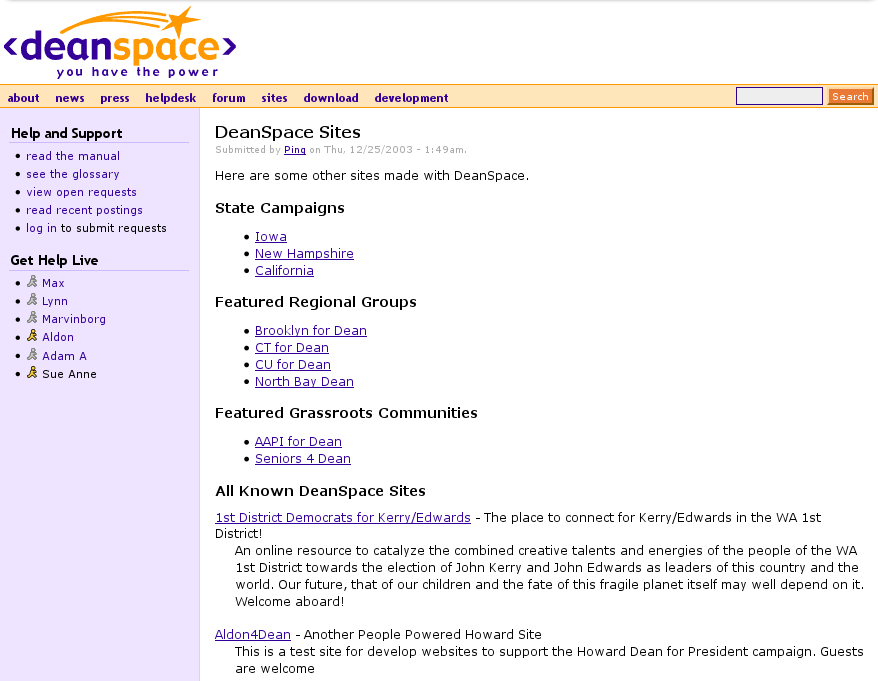 <deanspace>
you have the power
about news press helpdesk forum sites download development Search
Help and Support
read the manual
see the glossary
view open requests
read recent postings
log in to submit requests
Get Help Live
Max
Lynn
Marvinborg
Aldon
Adam A
Sue Anne
DeanSpace Sites
Submitted by Ping on Thu, 12/25/2003 - 1:49am.
Here are some other sites made with DeanSpace.
State Campaigns
Iowa
New Hampshire
California
Featured Regional Groups
Brooklyn for Dean
CT for Dean
CU for Dean
North Bay Dean
Featured Grassroots Communities
AAPI for Dean
Seniors 4 Dean
All Known DeanSpace Sites
1st District Democrats for Kerry/Edwards - The place to connect for Kerry/Edwards in the WA 1st
District!
An online resource to catalyze the combined creative talents and energies of the people of the WA
1st District towards the election of John Kerry and John Edwards as leaders of this country and the
world. Our future, that of our children and the fate of this fragile planet itself may well depend on it.
Welcome aboard!
Aldon4Dean - Another People Powered Howard Site
This is a test site for develop websites to support the Howard Dean for President campaign. Guests
are welcome